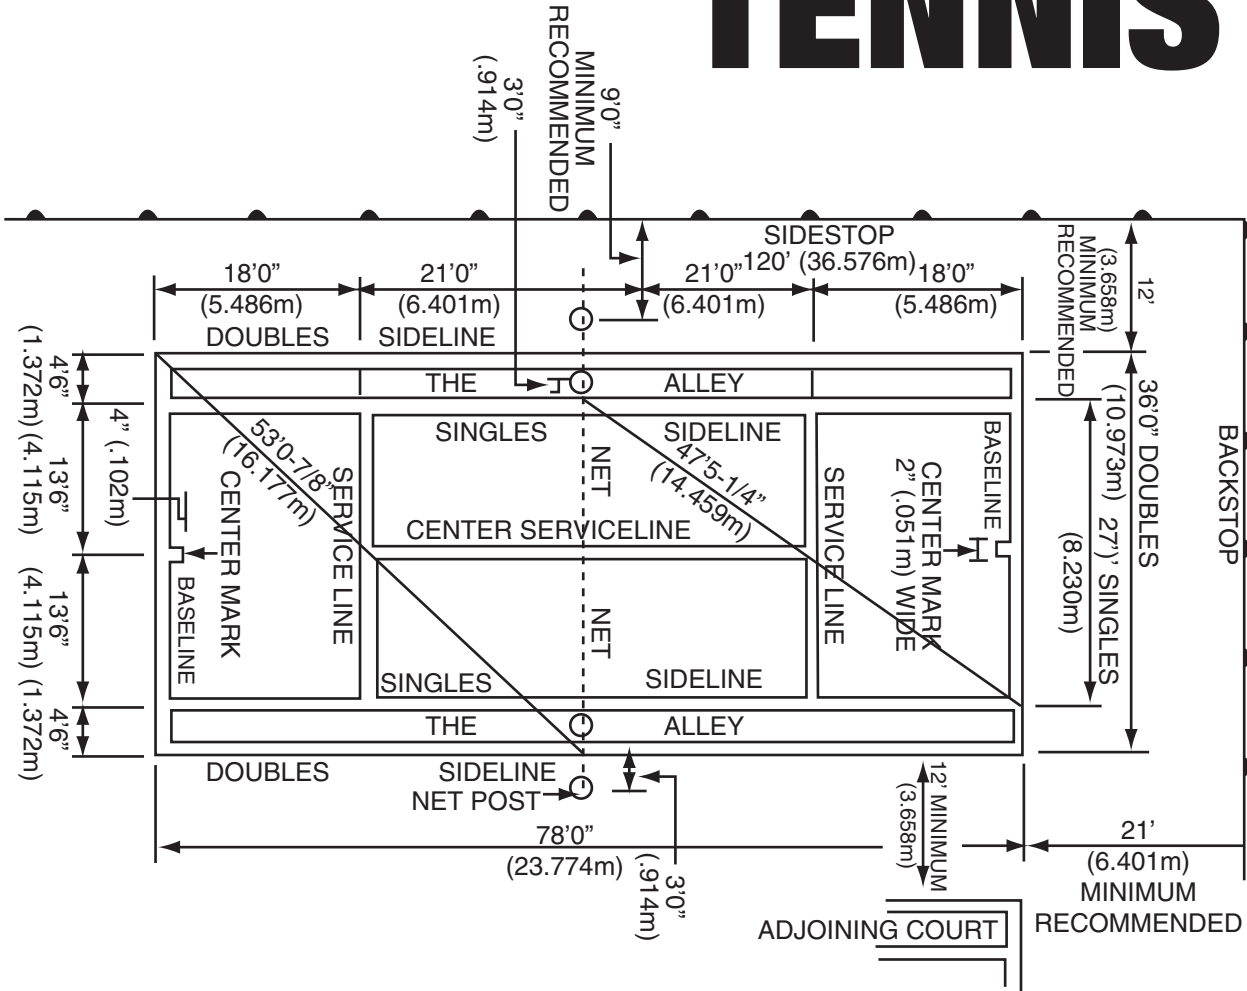 TENNIS
MINIMUM
RECOMMENDED
3’0”
(.914m)
9’0”
MINIMUM
RECOMMENDED
SIDESTOP
120’ (36.576m)
18’0”
(5.486m)
21’0”
(6.401m)
21’0”
(6.401m)
18’0”
(5.486m)
12’
(3.658m)
MINIMUM
RECOMMENDED
DOUBLES SIDELINE
4’6”
(1.372m)
THE ALLEY
SINGLES SIDELINE
4” (.102m)
13’6”
(4.115m)
53’0-7/8”
(16.177m)
47’5-1/4”
(14.459m)
NET
CENTER MARK
SERVICE LINE
CENTER SERVICELINE
SERVICE LINE
CENTER MARK
2” (.051m) WIDE
BASELINE
36’0” DOUBLES
(10.973m)
27’)’ SINGLES
(8.230m)
BACKSTOP
13’6”
(4.115m)
BASELINE
NET
SINGLES SIDELINE
4’6”
(1.372m)
THE ALLEY
DOUBLES SIDELINE
NET POST
3’0”
(.914m)
12’ MINIMUM
(3.658m)
78’0”
(23.774m)
21’
(6.401m)
MINIMUM
RECOMMENDED
ADJOINING COURT